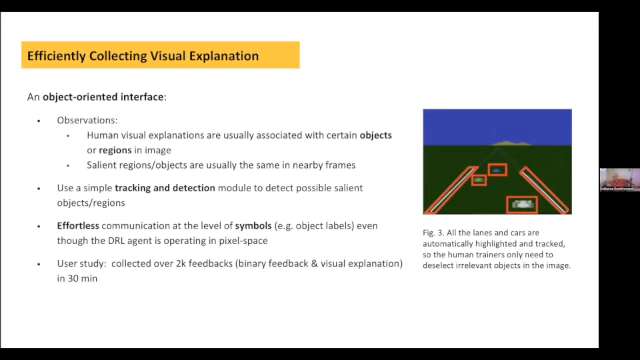 Efficiently Collecting Visual Explanation
An object-oriented interface:
• Observations:
• Human visual explanations are usually associated with certain objects
or regions in image
• Salient regions/objects are usually the same in nearby frames
• Use a simple tracking and detection module to detect possible salient
objects/regions
• Effortless communication at the level of symbols (e.g. object labels) even
though the DRL agent is operating in pixel-space
• User study: collected over 2k feedbacks (binary feedback & visual explanation)
in 30 min
Fig. 3. All the lanes and cars are
automatically highlighted and tracked,
so the human trainers only need to
deselect irrelevant objects in the image.